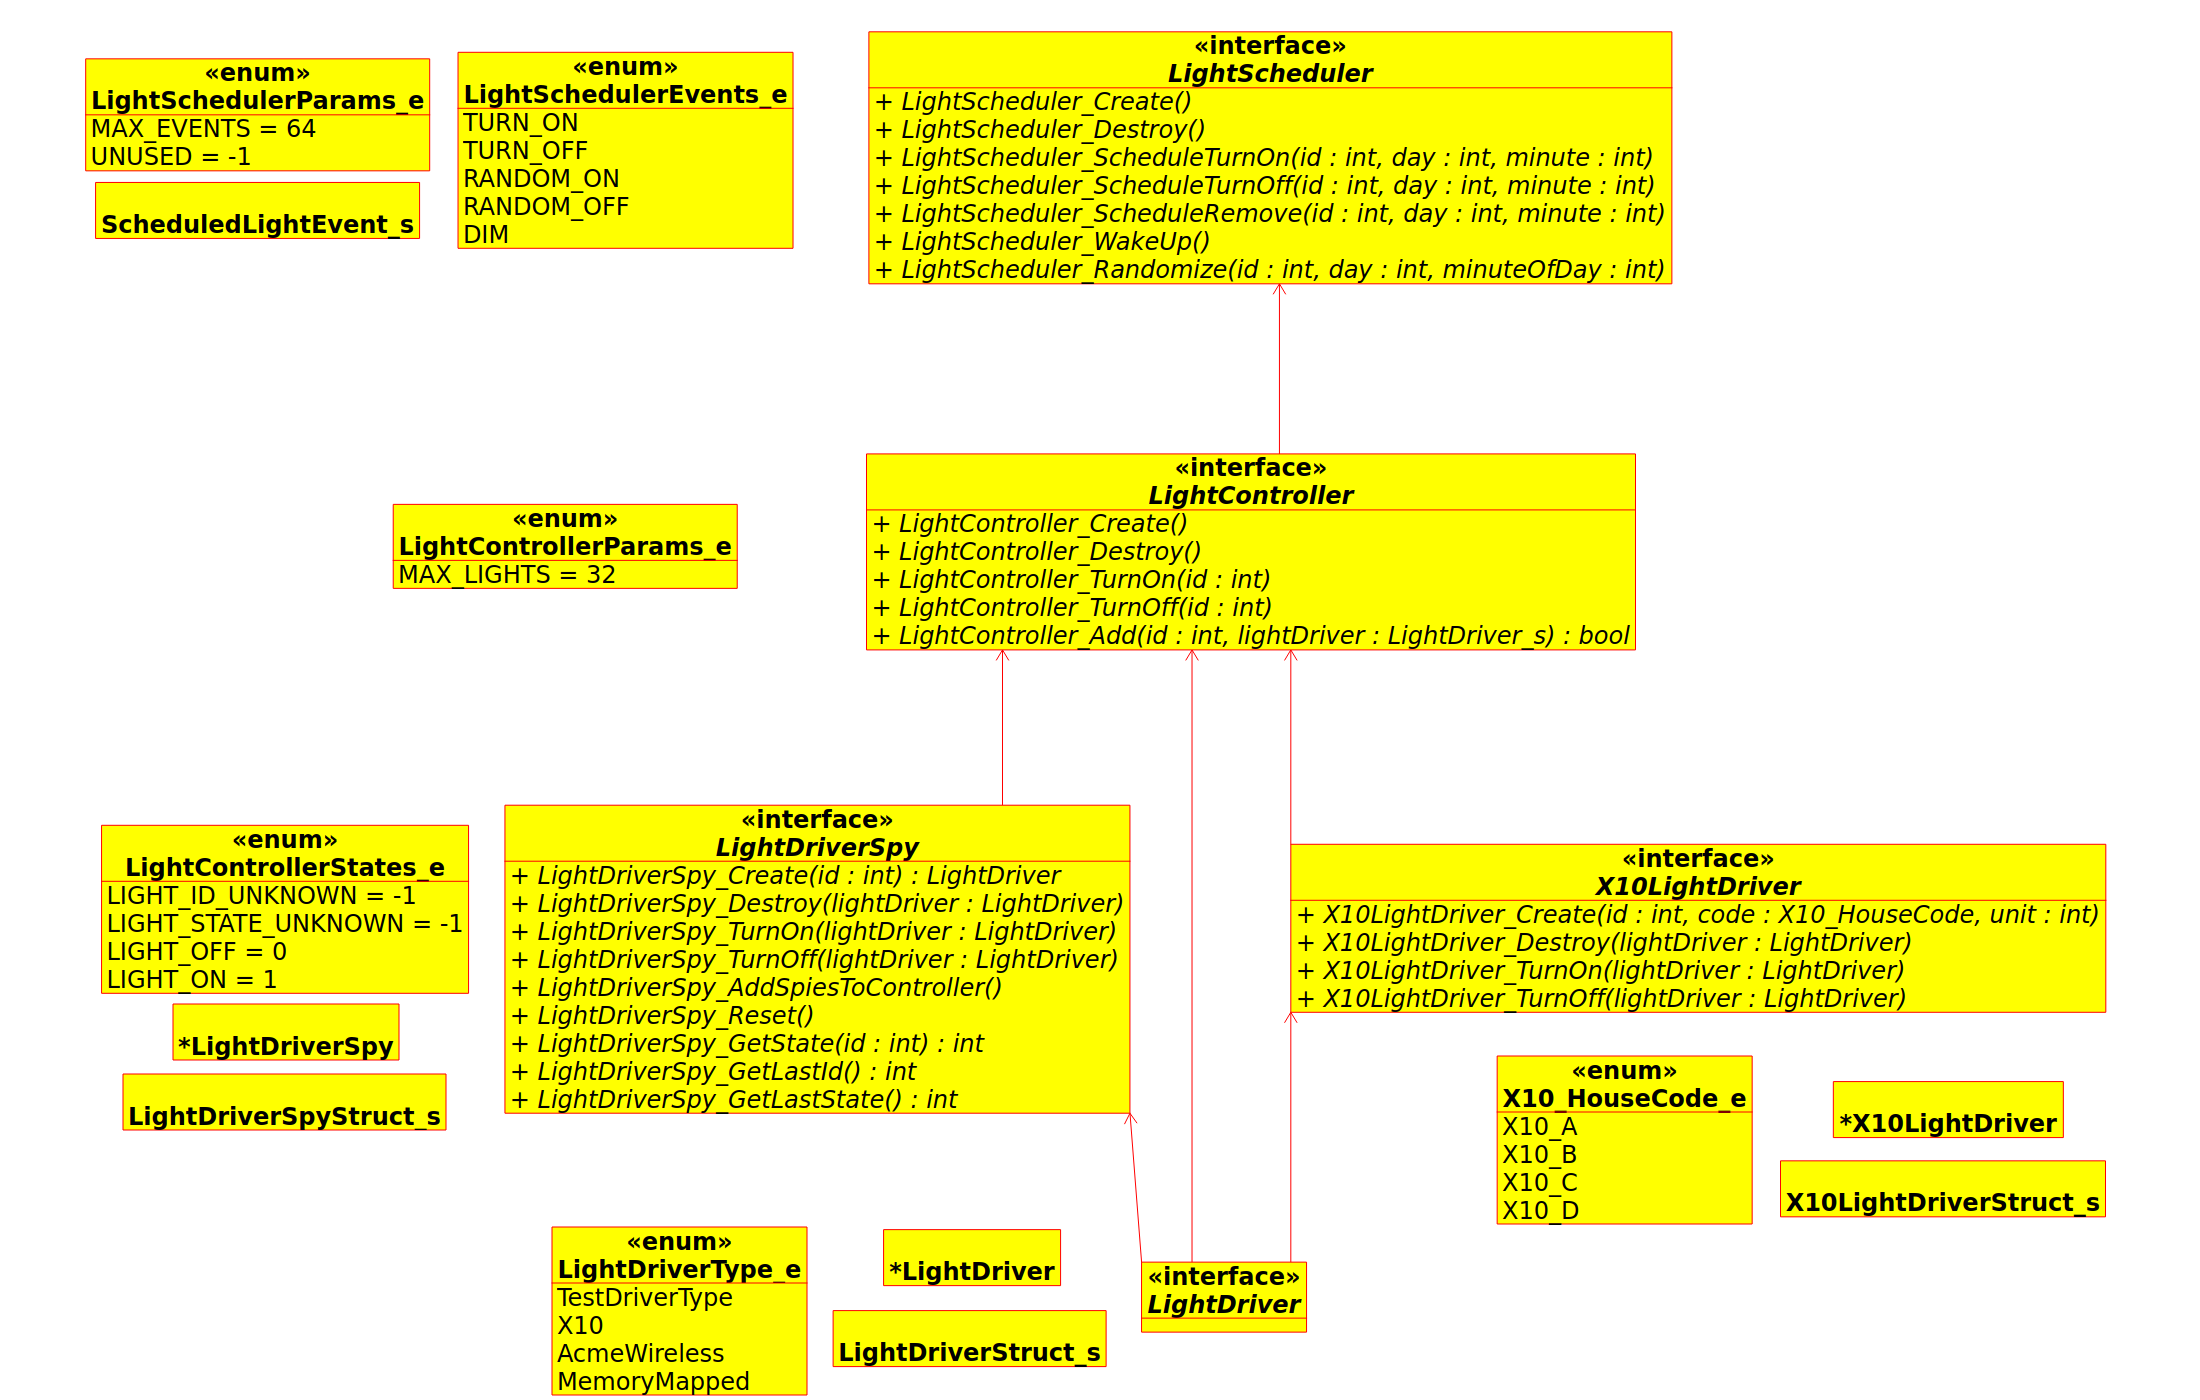 «enum»
LightSchedulerParams_e
MAX_EVENTS = 64
UNUSED = -1
ScheduledLightEvent_s
«enum»
LightSchedulerEvents_e
TURN_ON
TURN_OFF
RANDOM_ON
RANDOM_OFF
DIM
«interface»
LightScheduler
+ LightScheduler_Create()
+ LightScheduler_Destroy()
+ LightScheduler_ScheduleTurnOn(id : int, day : int, minute : int)
+ LightScheduler_ScheduleTurnOff(id : int, day : int, minute : int)
+ LightScheduler_ScheduleRemove(id : int, day : int, minute : int)
+ LightScheduler_WakeUp()
+ LightScheduler_Randomize(id : int, day : int, minuteOfDay : int)
«enum»
LightControllerParams_e
MAX_LIGHTS = 32
«interface»
LightController
+ LightController_Create()
+ LightController_Destroy()
+ LightController_TurnOn(id : int)
+ LightController_TurnOff(id : int)
+ LightController_Add(id : int, lightDriver : LightDriver_s) : bool
«enum»
LightControllerStates_e
LIGHT_ID_UNKNOWN = -1
LIGHT_STATE_UNKNOWN = -1
LIGHT_OFF = 0
LIGHT_ON = 1
*LightDriverSpy
LightDriverSpyStruct_s
«interface»
LightDriverSpy
+ LightDriverSpy_Create(id : int) : LightDriver
+ LightDriverSpy_Destroy(lightDriver : LightDriver)
+ LightDriverSpy_TurnOn(lightDriver : LightDriver)
+ LightDriverSpy_TurnOff(lightDriver : LightDriver)
+ LightDriverSpy_AddSpiesToController()
+ LightDriverSpy_Reset()
+ LightDriverSpy_GetState(id : int) : int
+ LightDriverSpy_GetLastId() : int
+ LightDriverSpy_GetLastState() : int
«interface»
X10LightDriver
+ X10LightDriver_Create(id : int, code : X10_HouseCode, unit : int)
+ X10LightDriver_Destroy(lightDriver : LightDriver)
+ X10LightDriver_TurnOn(lightDriver : LightDriver)
+ X10LightDriver_TurnOff(lightDriver : LightDriver)
«enum»
X10_HouseCode_e
X10_A
X10_B
X10_C
X10_D
*X10LightDriver
X10LightDriverStruct_s
«enum»
LightDriverType_e
TestDriverType
X10
AcmeWireless
MemoryMapped
*LightDriver
LightDriverStruct_s
«interface»
LightDriver